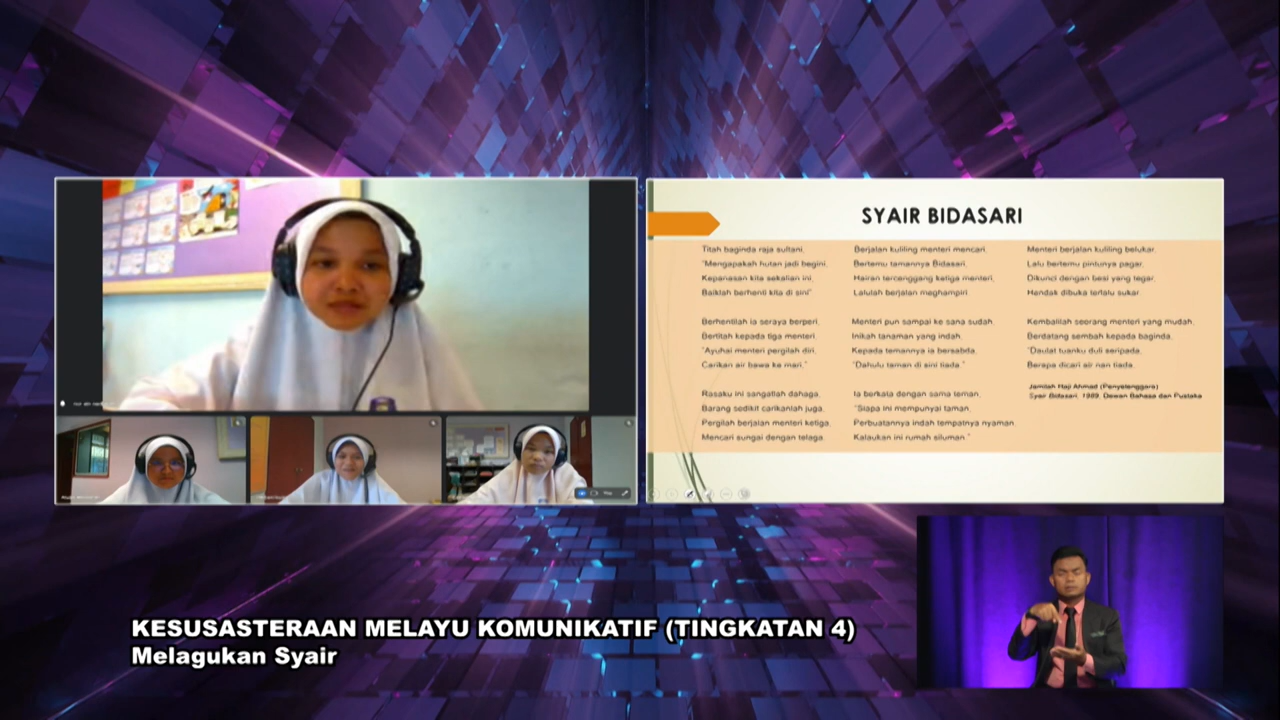 SYAIR BIDASARI
Titah baginda raja sultani,
"Mengapakah hutan jadi begini,
Kepanasan kita sekalian ini,
Baiklah berhenti kita di sini"
Berhentilah ia seraya berperi,
Bertitah kepada tiga menteri.
"Ayuhai menteri pergilah diri,
Carikan air bawa ke mari."
Rasaku ini sangatlah dahaga,
Barang sedikit carikanlah juga,
Pergilah berjalan menteri ketiga,
Mencari sungai dengan telaga.
Berjalan kuliling menteri mencari,
Bertemu tamannya Bidasari.
Hairan tercenggang ketiga menteri,
Lalulah berjalan meghampiri.
Menteri pun sampai ke sana sudah,
Inikah tanaman yang indah,
Kepada temannya ia bersabda,
"Dahulu taman di sini tiada."
Ia berkata dengan sama teman,
"Siapa ini mempunyai taman,
Perbuatannya indah tempatnya nyaman,
Kalaukan ini rumah siluman."
Menteri berjalan kuliling belukar,
Lalu bertemu pintunya pagar,
Dikunci dengan besi yang tegar,
Hendak dibuka terlalu sukar.
Kembalilah seorang menteri yang mudah,
Berdatang sembah kepada baginda,
"Daulat tuanku duli seripada,
Berapa dicari air nan tiada.
Jamilah Haji Ahmad (Penyelenggara)
Syair Bidasari, 1989, Dewan Bahasa dan Pustaka
KESUSASTERAAN MELAYU KOMUNIKATIF (TINGKATAN 4)
Melagukan Syair